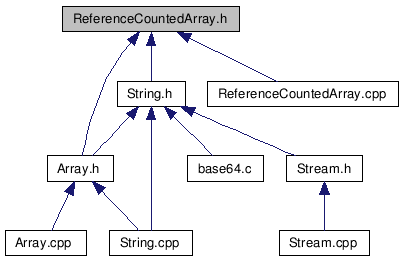 ReferenceCountedArray.h
String.h
ReferenceCountedArray.cpp
Array.h
base64.c
Stream.h
Array.cpp
String.cpp
Stream.cpp